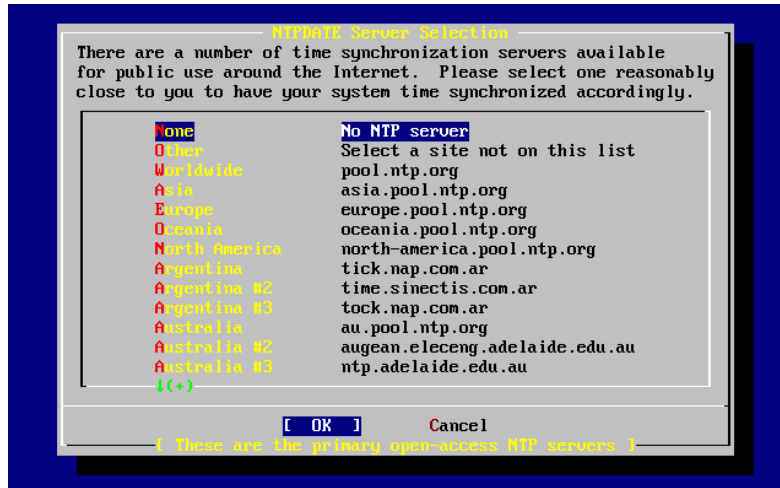 NTPDATE Server Selection
There are a number of time synchronization servers available
for public use around the Internet.  Please select one reasonably
close to you to have your system time synchronized accordingly.
None No NTP server
Other Select a site not on this list
Worldwide pool.ntp.org
Asia asia.pool.ntp.org
Europe europe.pool.ntp.org
Oceania oceania.pool.ntp.org
North America north-america.pool.ntp.org
Argentina tick.nap.com.ar
Argentina #2 time.sinectis.com.ar
Argentina #3 tock.nap.com.ar
Australia au.pool.ntp.org
Australia #2 augean.eleceng.adelaide.edu.au
Australia #3 ntp.adelaide.edu.au
↓(+)
[ OK ] Cancel
[ These are the primary open-access NTP servers ]